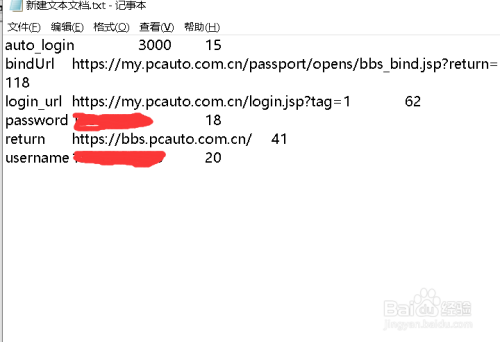 新建文本文档.txt - 记事本
文件(F) 编辑(E) 格式(O) 查看(V) 帮助(H)
auto_login 3000 15
bindUrl https://my.pcauto.com.cn/passport/opens/bbs_bind.jsp?return=
118
login_url https://my.pcauto.com.cn/login.jsp?tag=1 62
password 18
return https://bbs.pcauto.com.cn/ 41
username 20
Baidu 经验
jingyan.baidu.com